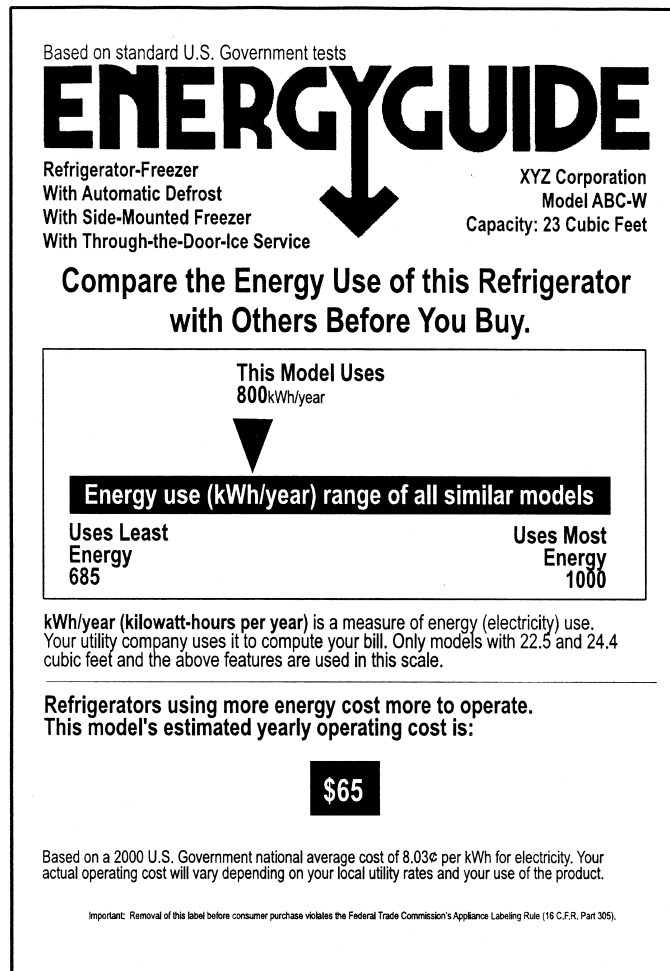 Based on standard U.S. Government tests
ENERGYGUIDE
Refrigerator-Freezer
With Automatic Defrost
With Side-Mounted Freezer
With Through-the-Door-Ice Service
XYZ Corporation
Model ABC-W
Capacity: 23 Cubic Feet
Compare the Energy Use of this Refrigerator
with Others Before You Buy.
This Model Uses
800kWh/year
Energy use (kWh/year) range of all similar models
Uses Least
Energy
685
Uses Most
Energy
1000
kWh/year (kilowatt-hours per year) is a measure of energy (electricity) use.
Your utility company uses it to compute your bill. Only models with 22.5 and 24.4
cubic feet and the above features are used in this scale.
Refrigerators using more energy cost more to operate.
This model's estimated yearly operating cost is:
$65
Based on a 2000 U.S. Government national average cost of 8.03¢ per kWh for electricity. Your
actual operating cost will vary depending on your local utility rates and your use of the product.
Important: Removal of this label before consumer purchase violates the Federal Trade Commission's Appliance Labeling Rule (16 C.F.R. Part 305).